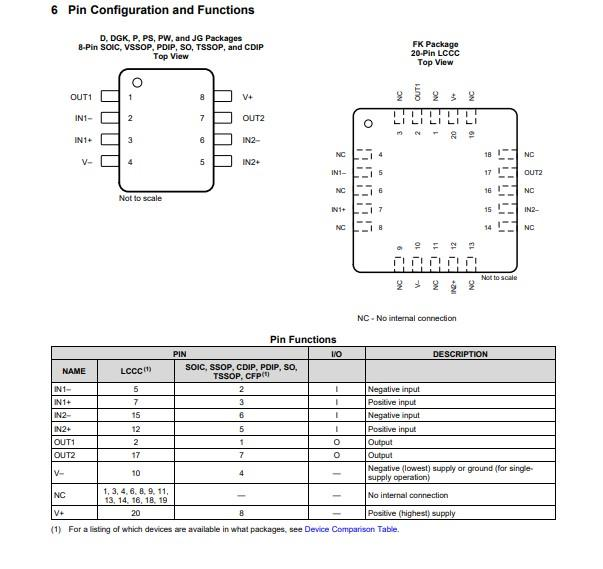 6 Pin Configuration and Functions
D, DGK, P, PS, PW, and JG Packages
8-Pin SOIC, VSSOP, PDIP, SO, TSSOP, and CDIP
Top View
OUT1 1 8 V+
IN1– 2 7 OUT2
IN1+ 3 6 IN2–
V– 4 5 IN2+
Not to scale
FK Package
20-Pin LCCC
Top View
NC OUT1 NC V+ NC
3 2 1 20 19
NC 4 18 NC
IN1– 5 17 OUT2
NC 6 16 NC
IN1+ 7 15 IN2–
NC 8 14 NC
9 10 11 12 13
NC V– NC IN2+ NC
Not to scale
NC - No internal connection
Pin Functions
PIN I/O DESCRIPTION
NAME LCCC(1) SOIC, SSOP, CDIP, PDIP, SO,
TSSOP, CFP(1)
IN1– 5 2 I Negative input
IN1+ 7 3 I Positive input
IN2– 15 6 I Negative input
IN2+ 12 5 I Positive input
OUT1 2 1 O Output
OUT2 17 7 O Output
V– 10 4 — Negative (lowest) supply or ground (for single-
supply operation)
NC 1, 3, 4, 6, 8, 9, 11,
13, 14, 16, 18, 19 — — No internal connection
V+ 20 8 — Positive (highest) supply
(1) For a listing of which devices are available in what packages, see Device Comparison Table.